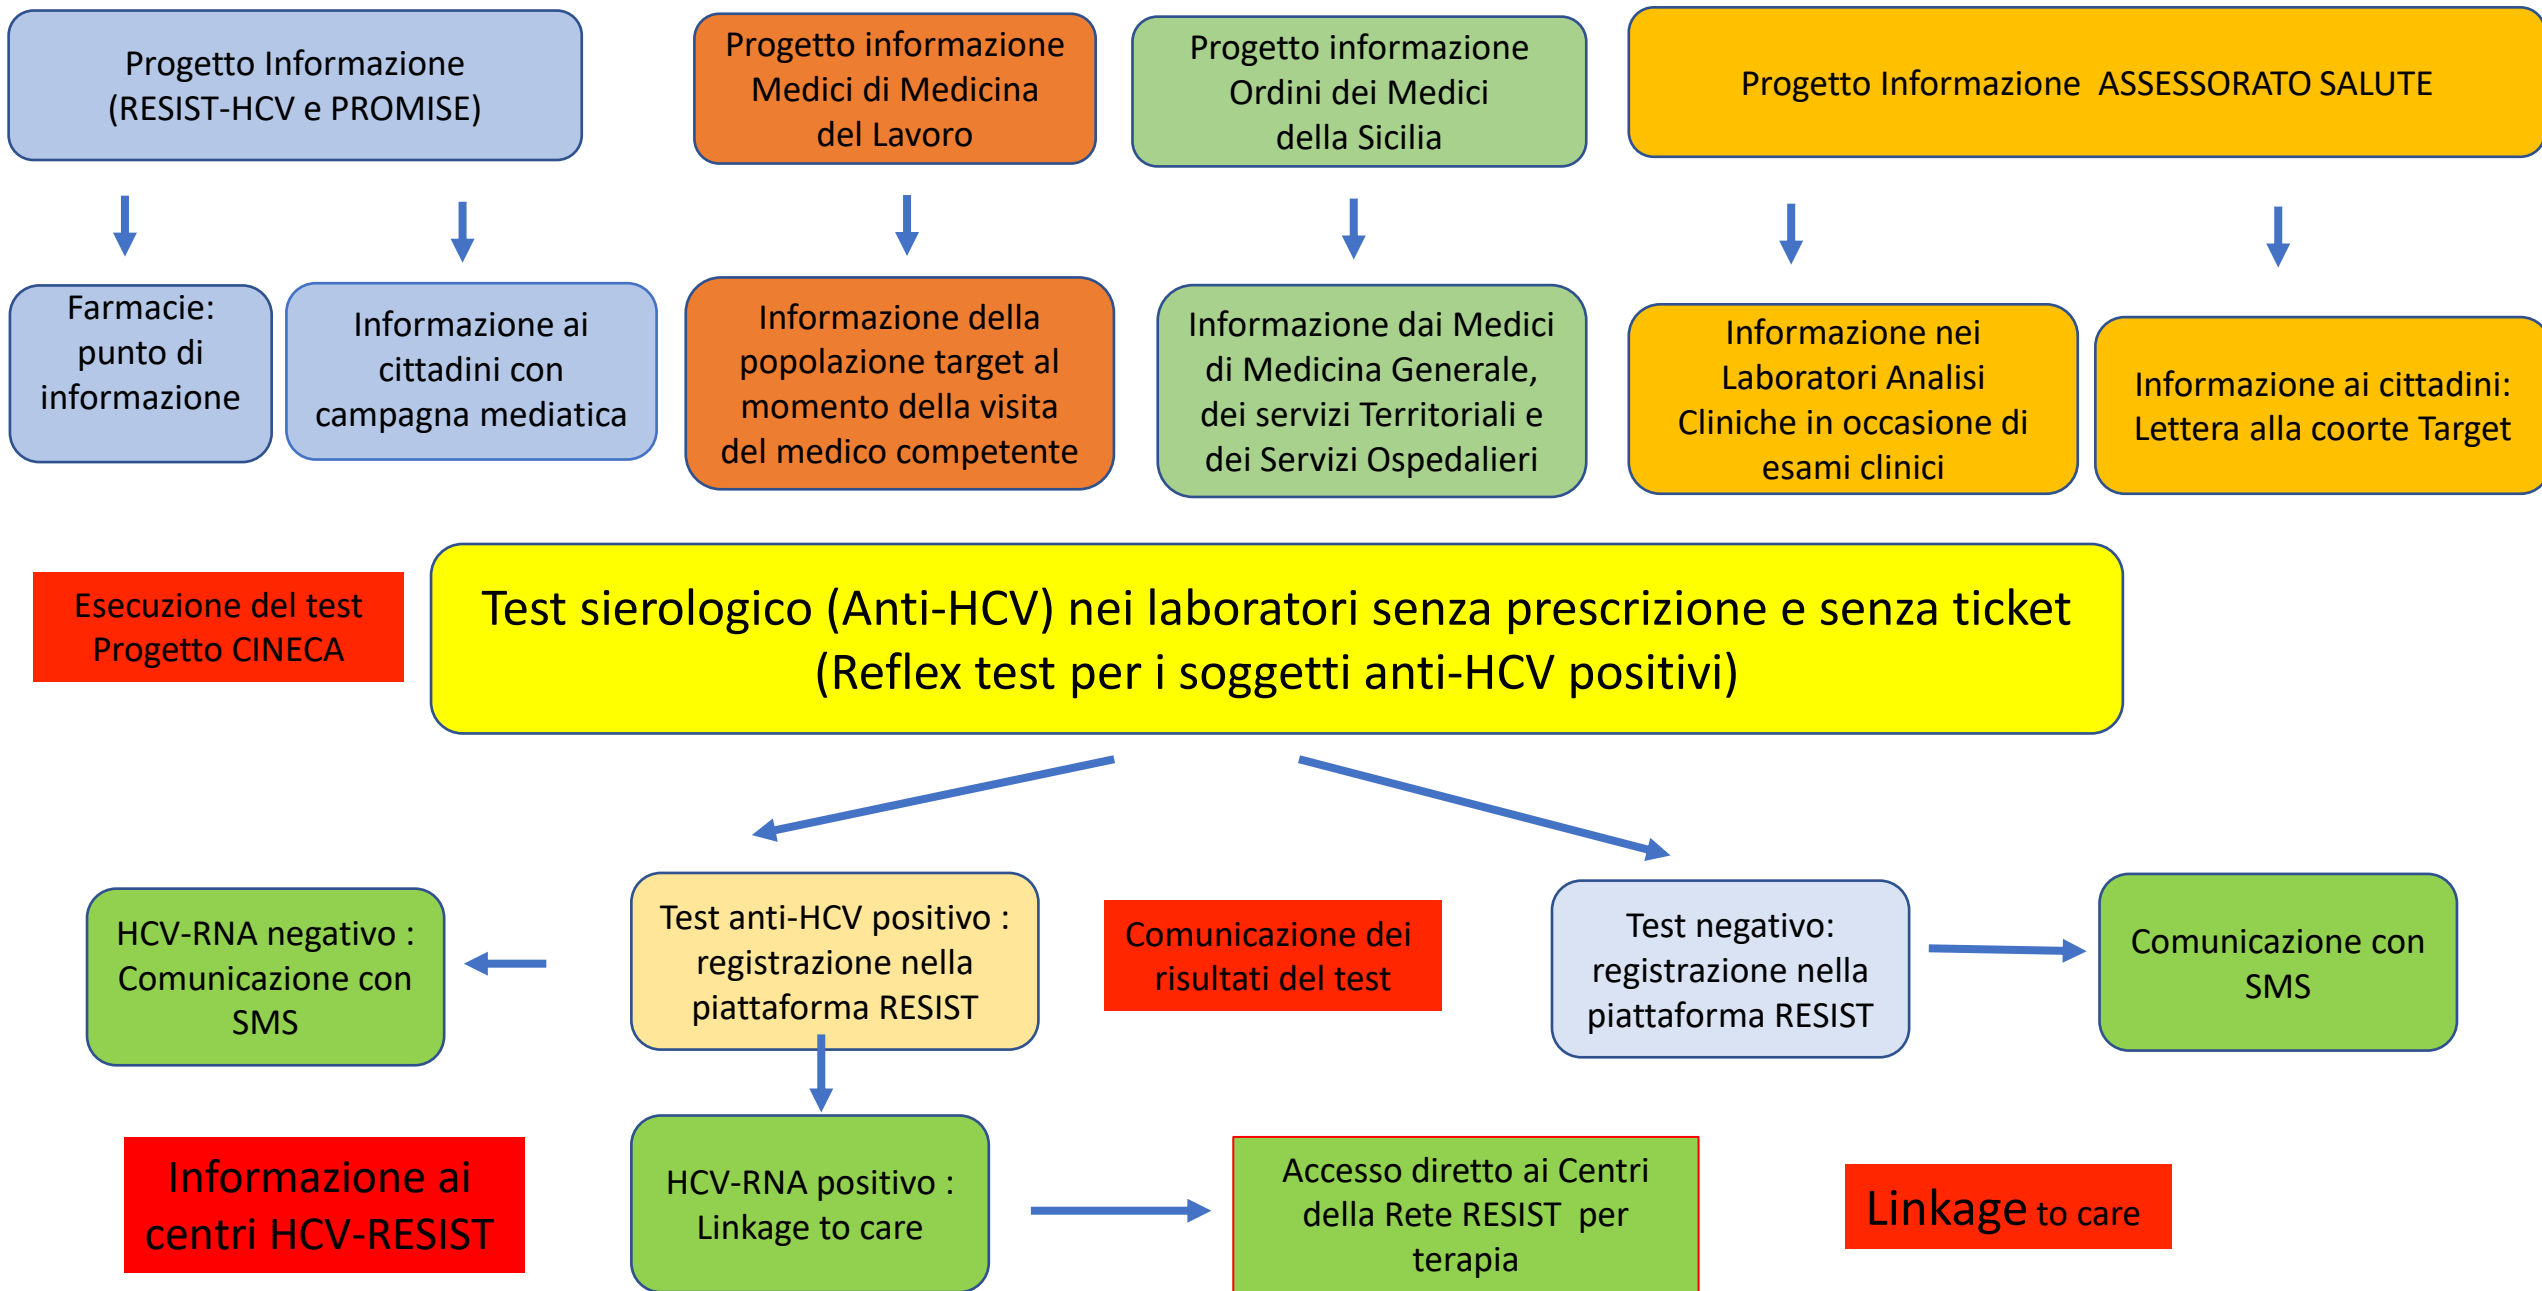 Progetto Informazione
(RESIST-HCV e PROMISE)
Progetto informazione
Medici di Medicina
del Lavoro
Progetto informazione
Ordini dei Medici
della Sicilia
Progetto Informazione ASSESSORATO SALUTE
Farmacie:
punto di
informazione
Informazione ai
cittadini con
campagna mediatica
Informazione della
popolazione target al
momento della visita
del medico competente
Informazione dai Medici
di Medicina Generale,
dei servizi Territoriali e
dei Servizi Ospedalieri
Informazione nei
Laboratori Analisi
Cliniche in occasione di
esami clinici
Informazione ai cittadini:
Lettera alla coorte Target
Esecuzione del test
Progetto CINECA
Test sierologico (Anti-HCV) nei laboratori senza prescrizione e senza ticket
(Reflex test per i soggetti anti-HCV positivi)
HCV-RNA negativo :
Comunicazione con
SMS
Test anti-HCV positivo :
registrazione nella
piattaforma RESIST
Comunicazione dei
risultati del test
Test negativo:
registrazione nella
piattaforma RESIST
Comunicazione con
SMS
Informazione ai
centri HCV-RESIST
HCV-RNA positivo :
Linkage to care
Accesso diretto ai Centri
della Rete RESIST per
terapia
Linkage to care